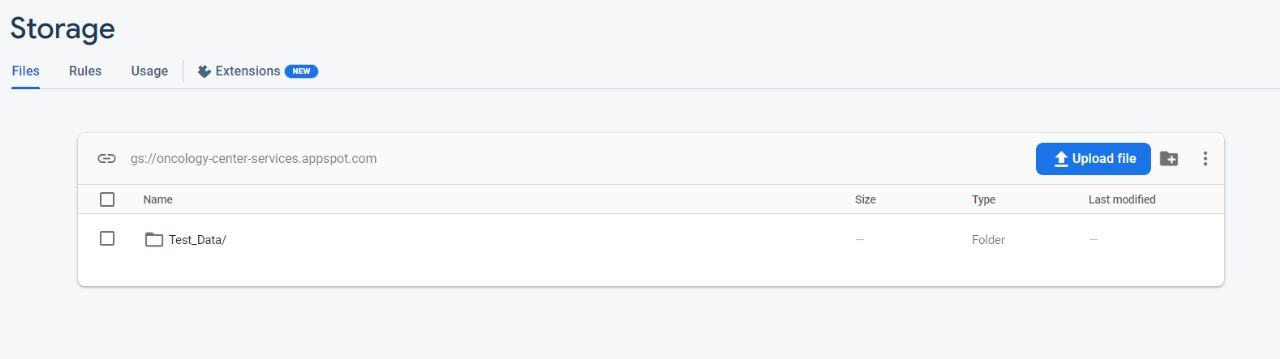 Storage
Files Rules Usage Extensions NEW
gs://oncology-center-services.appspot.com Upload file
Name Size Type Last modified
Test_Data/ — Folder —